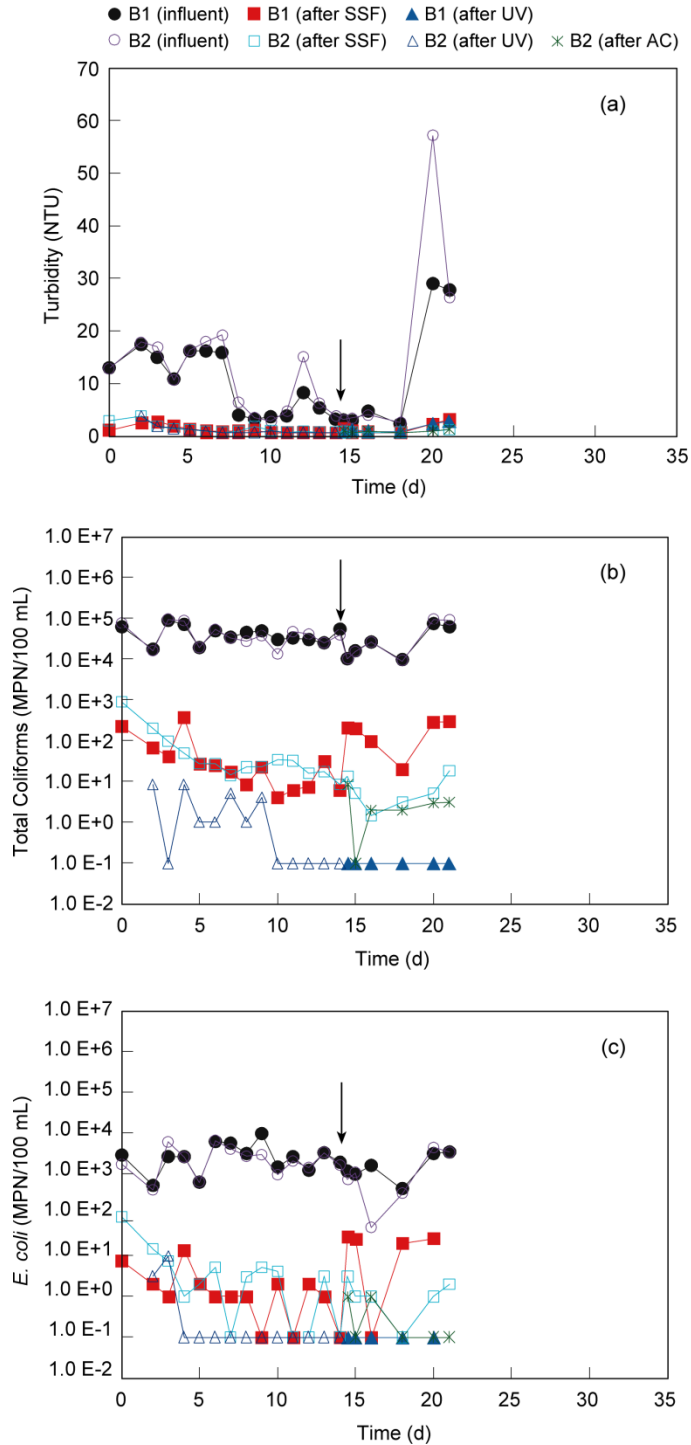 B1 (influent) B1 (after SSF) B1 (after UV)
B2 (influent) B2 (after SSF) B2 (after UV) B2 (after AC)
(a)
Turbidity (NTU)
70
60
50
40
30
20
10
0
0 5 10 15 20 25 30 35
Time (d)
(b)
Total Coliforms (MPN/100 mL)
1.0 E+7
1.0 E+6
1.0 E+5
1.0 E+4
1.0 E+3
1.0 E+2
1.0 E+1
1.0 E+0
1.0 E-1
1.0 E-2
0 5 10 15 20 25 30 35
Time (d)
(c)
E. coli (MPN/100 mL)
1.0 E+7
1.0 E+6
1.0 E+5
1.0 E+4
1.0 E+3
1.0 E+2
1.0 E+1
1.0 E+0
1.0 E-1
1.0 E-2
0 5 10 15 20 25 30 35
Time (d)